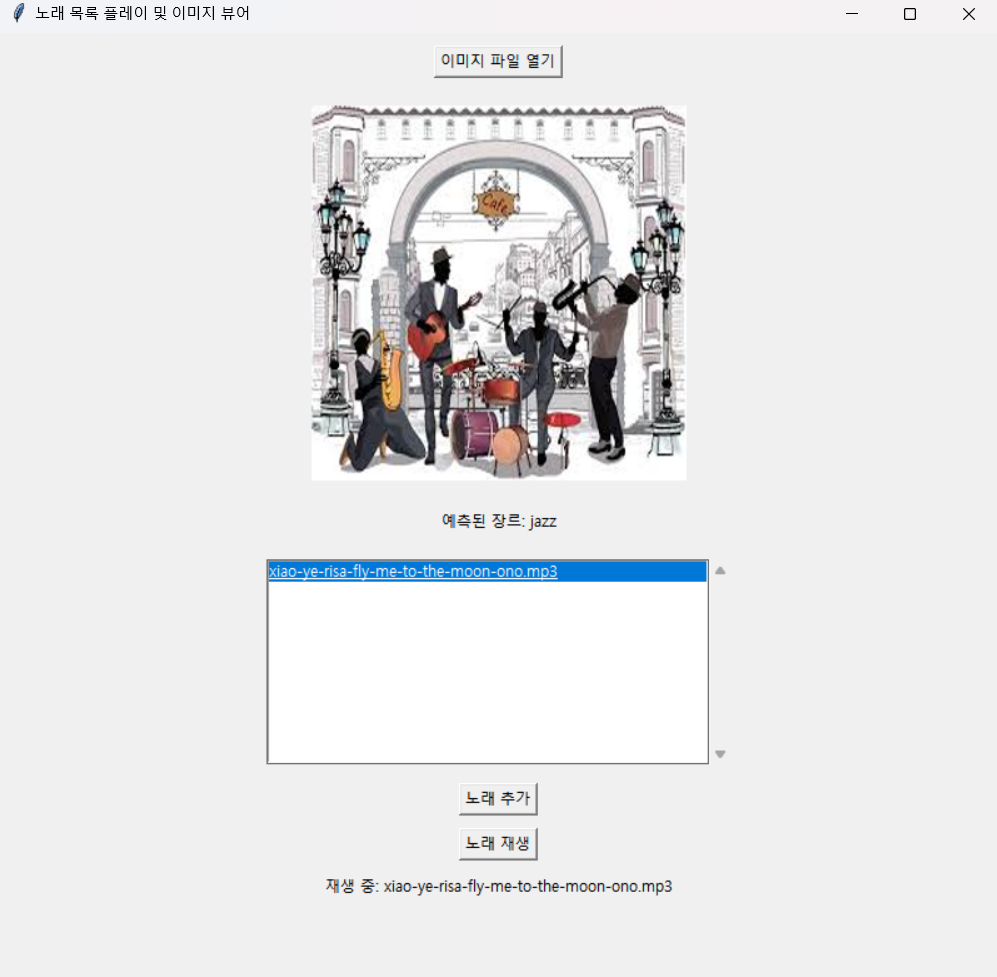 노래 목록 플레이 및 이미지 뷰어
이미지 파일 열기
Cafe
예측된 장르: jazz
xiao-ye-risa-fly-me-to-the-moon-ono.mp3
노래 추가
노래 재생
재생 중: xiao-ye-risa-fly-me-to-the-moon-ono.mp3